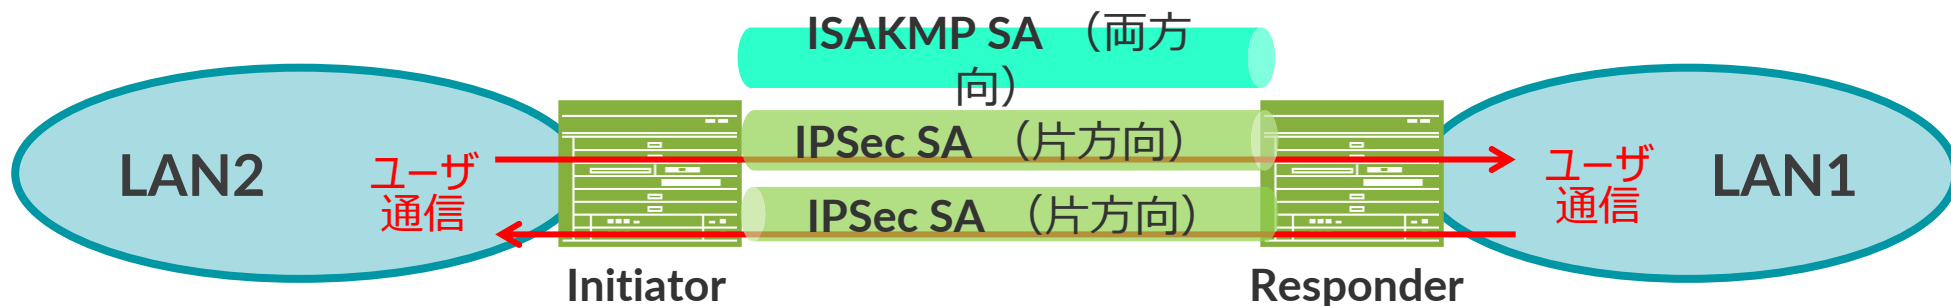 ISAKMP SA （両方
向）
IPSec SA （片方向）
LAN2
ユーザ
通信
ユーザ
通信
LAN1
IPSec SA （片方向）
Initiator
Responder